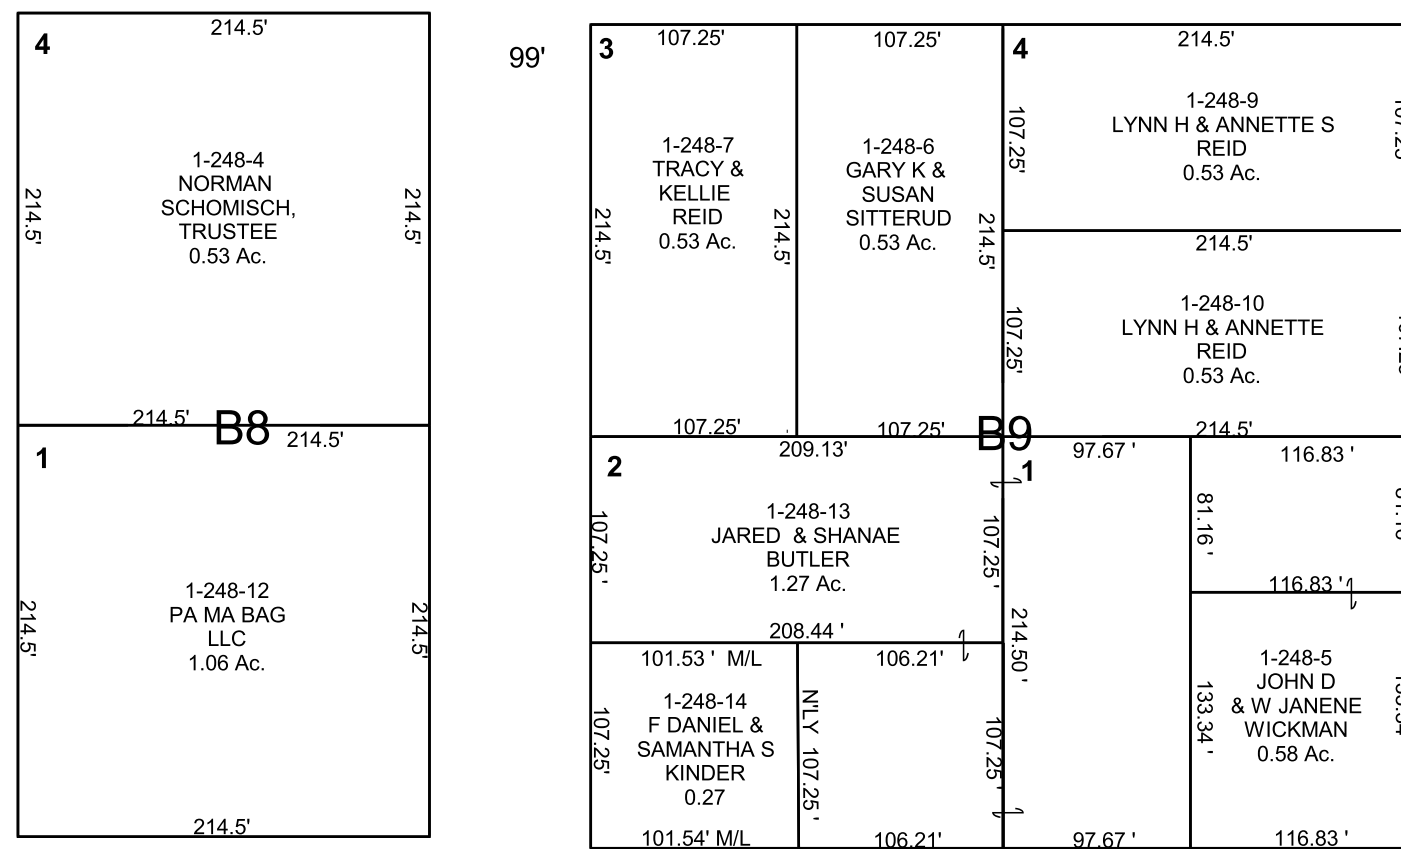 4
214.5'
214.5'
1-248-4
NORMAN
SCHOMISCH,
TRUSTEE
0.53 Ac.
214.5'
214.5'
B8
214.5'
1
214.5'
1-248-12
PA MA BAG
LLC
1.06 Ac.
214.5'
214.5'
99'
3
107.25'
214.5'
1-248-7
TRACY &
KELLIE
REID
0.53 Ac.
214.5'
107.25'
107.25'
1-248-6
GARY K &
SUSAN
SITTERUD
0.53 Ac.
214.5'
107.25'
4
214.5'
107.25'
1-248-9
LYNN H & ANNETTE S
REID
0.53 Ac.
214.5'
107.25'
1-248-10
LYNN H & ANNETTE
REID
0.53 Ac.
214.5'
B9
2
209.13'
107.25'
1-248-13
JARED & SHANAE
BUTLER
1.27 Ac.
107.25'
208.44 '
101.53 ' M/L
107.25'
1-248-14
F DANIEL &
SAMANTHA S
KINDER
0.27
101.54' M/L
106.21'
N'LY 107.25 '
107.25'
106.21'
1
97.67 '
214.50 '
97.67 '
116.83 '
81.16 '
116.83 '
133.34 '
1-248-5
JOHN D
& W JANENE
WICKMAN
0.58 Ac.
116.83 '